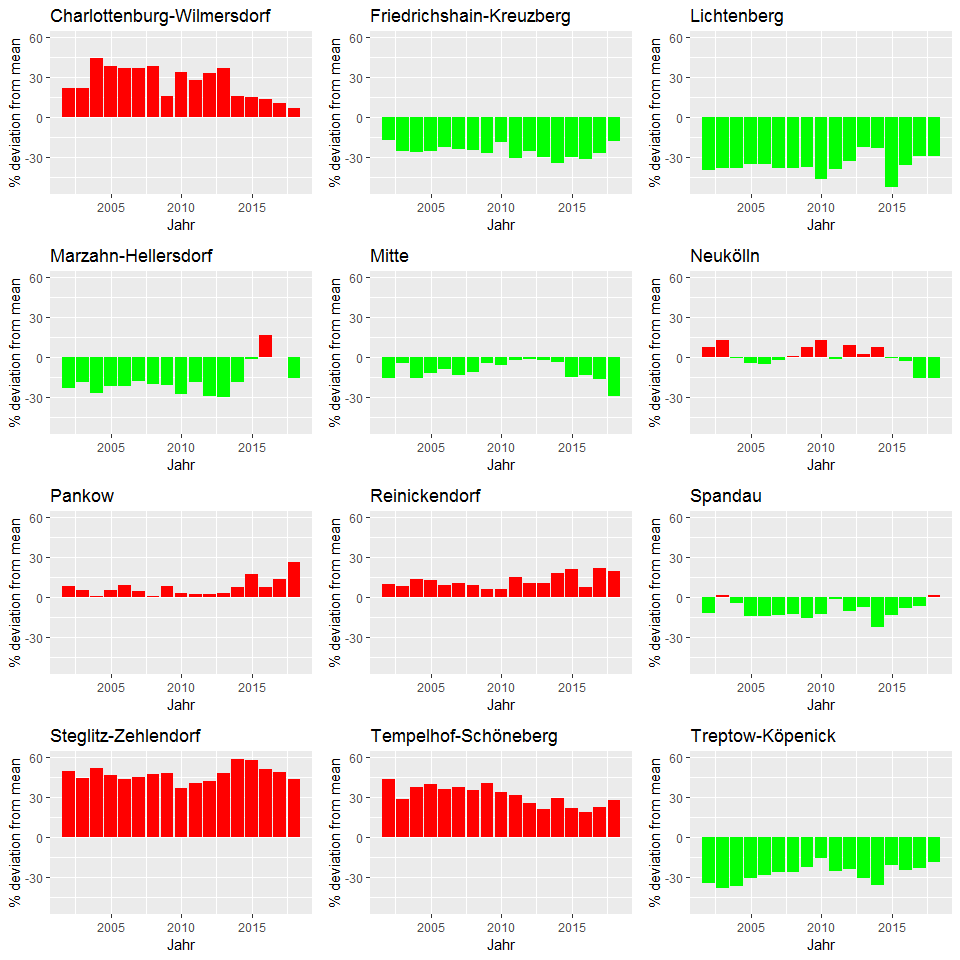 Charlottenburg-Wilmersdorf
% deviation from mean
60
30
0
-30
2005 2010 2015
Jahr
Friedrichshain-Kreuzberg
% deviation from mean
60
30
0
-30
2005 2010 2015
Jahr
Lichtenberg
% deviation from mean
60
30
0
-30
2005 2010 2015
Jahr
Marzahn-Hellersdorf
% deviation from mean
60
30
0
-30
2005 2010 2015
Jahr
Mitte
% deviation from mean
60
30
0
-30
2005 2010 2015
Jahr
Neukölln
% deviation from mean
60
30
0
-30
2005 2010 2015
Jahr
Pankow
% deviation from mean
60
30
0
-30
2005 2010 2015
Jahr
Reinickendorf
% deviation from mean
60
30
0
-30
2005 2010 2015
Jahr
Spandau
% deviation from mean
60
30
0
-30
2005 2010 2015
Jahr
Steglitz-Zehlendorf
% deviation from mean
60
30
0
-30
2005 2010 2015
Jahr
Tempelhof-Schöneberg
% deviation from mean
60
30
0
-30
2005 2010 2015
Jahr
Treptow-Köpenick
% deviation from mean
60
30
0
-30
2005 2010 2015
Jahr